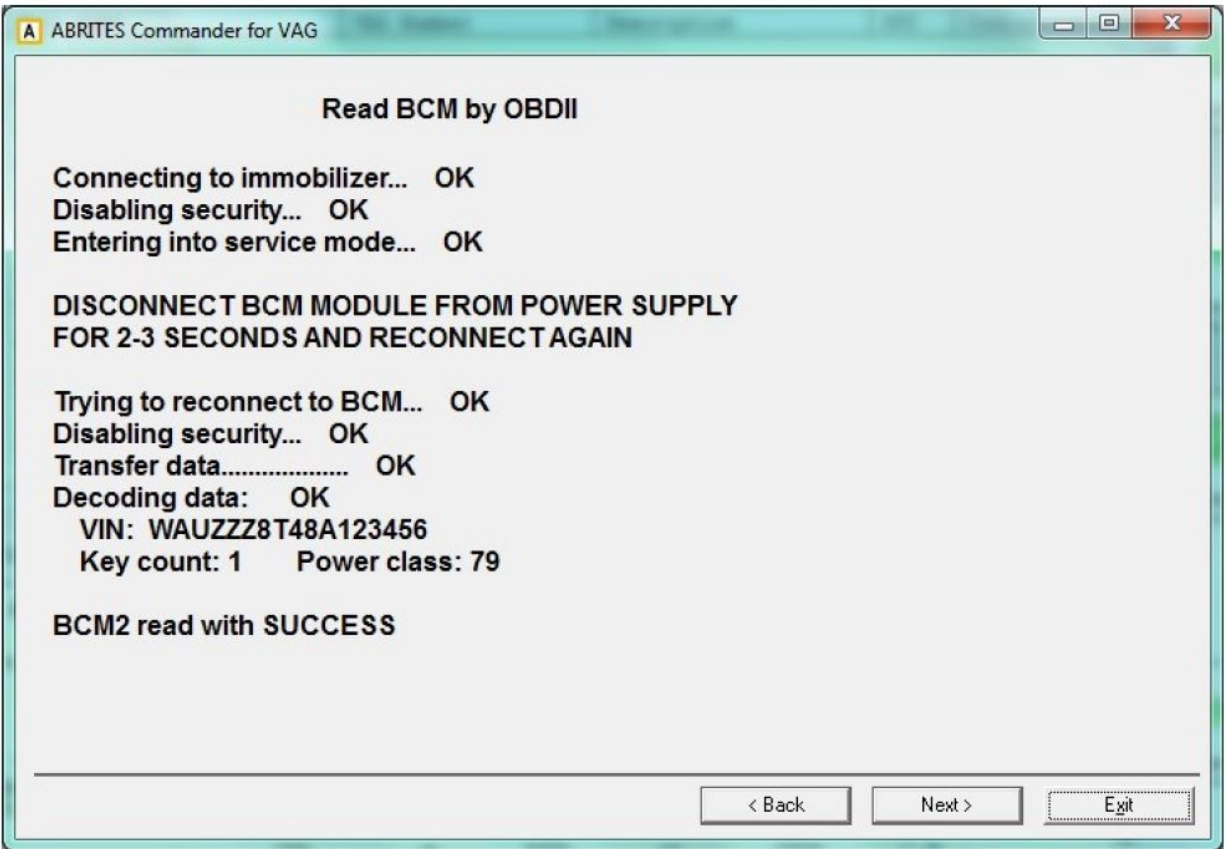 ABRITES Commander for VAG
Read BCM by OBDII
Connecting to immobilizer... OK
Disabling security... OK
Entering into service mode... OK
DISCONNECT BCM MODULE FROM POWER SUPPLY
FOR 2-3 SECONDS AND RECONNECT AGAIN
Trying to reconnect to BCM... OK
Disabling security... OK
Transfer data................... OK
Decoding data: OK
VIN: WAUZZZ8T48A123456
Key count: 1 Power class: 79
BCM2 read with SUCCESS
< Back Next > Exit